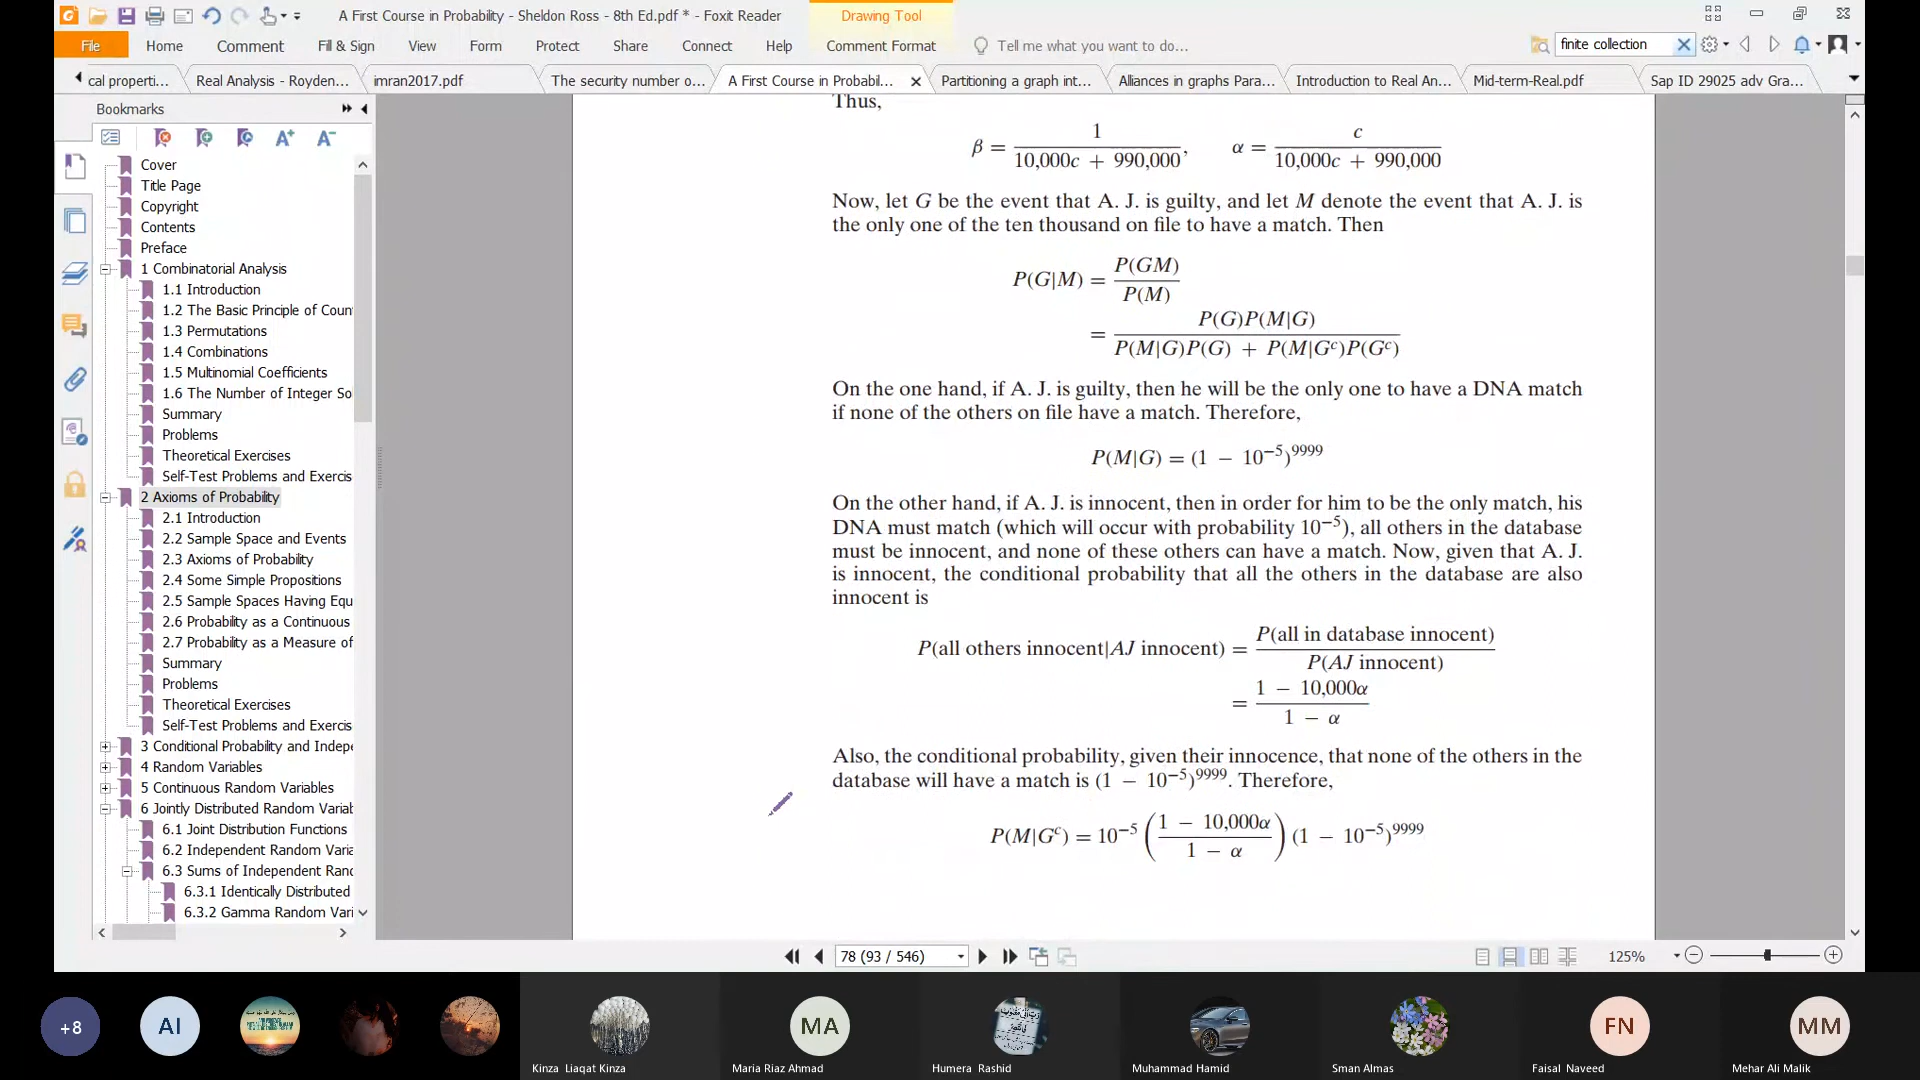 A First Course in Probability - Sheldon Ross - 8th Ed.pdf * - Foxit Reader
Drawing Tool
File
Home
Comment
Fill & Sign
View
Form
Protect
Share
Connect
Help
Comment Format
Tell me what you want to do...
finite collection
cal properti...
Real Analysis - Royden...
imran2017.pdf
The security number o...
A First Course in Probabil...
Partitioning a graph int...
Alliances in graphs Para...
Introduction to Real An...
Mid-term-Real.pdf
Sap ID 29025 adv Gra...
Bookmarks
Cover
Title Page
Copyright
Contents
Preface
1 Combinatorial Analysis
1.1 Introduction
1.2 The Basic Principle of Coun
1.3 Permutations
1.4 Combinations
1.5 Multinomial Coefficients
1.6 The Number of Integer So
Summary
Problems
Theoretical Exercises
Self-Test Problems and Exercis
2 Axioms of Probability
2.1 Introduction
2.2 Sample Space and Events
2.3 Axioms of Probability
2.4 Some Simple Propositions
2.5 Sample Spaces Having Equ
2.6 Probability as a Continuous
2.7 Probability as a Measure of
Summary
Problems
Theoretical Exercises
Self-Test Problems and Exercis
3 Conditional Probability and Indepe
4 Random Variables
5 Continuous Random Variables
6 Jointly Distributed Random Variab
6.1 Joint Distribution Functions
6.2 Independent Random Varia
6.3 Sums of Independent Rand
6.3.1 Identically Distributed
6.3.2 Gamma Random Vari
Thus,
β = 1 / (10,000c + 990,000), α = c / (10,000c + 990,000)
Now, let G be the event that A. J. is guilty, and let M denote the event that A. J. is
the only one of the ten thousand on file to have a match. Then
P(G|M) = P(GM) / P(M)
= P(G)P(M|G) / P(M|G)P(G) + P(M|Gᶜ)P(Gᶜ)
On the one hand, if A. J. is guilty, then he will be the only one to have a DNA match
if none of the others on file have a match. Therefore,
P(M|G) = (1 − 10⁻⁵)⁹⁹⁹⁹
On the other hand, if A. J. is innocent, then in order for him to be the only match, his
DNA must match (which will occur with probability 10⁻⁵), all others in the database
must be innocent, and none of these others can have a match. Now, given that A. J.
is innocent, the conditional probability that all the others in the database are also
innocent is
P(all others innocent|AJ innocent) = P(all in database innocent) / P(AJ innocent)
= 1 − 10,000α / 1 − α
Also, the conditional probability, given their innocence, that none of the others in the
database will have a match is (1 − 10⁻⁵)⁹⁹⁹⁹. Therefore,
P(M|Gᶜ) = 10⁻⁵ (1 − 10,000α / 1 − α) (1 − 10⁻⁵)⁹⁹⁹⁹
78 (93 / 546)
125%
+8
AI
MA
FN
MM
Kinza Liaqat Kinza
Maria Riaz Ahmad
Humera Rashid
Muhammad Hamid
Sman Almas
Faisal Naveed
Mehar Ali Malik